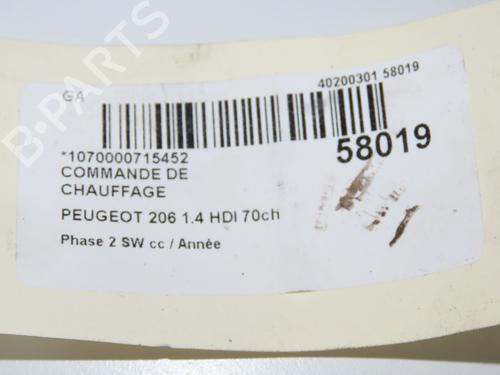 40200301 58019
GA
58019
*1070000715452
COMMANDE DE
CHAUFFAGE
PEUGEOT 206 1.4 HDI 70ch
Phase 2 SW cc / Année
B-PARTS